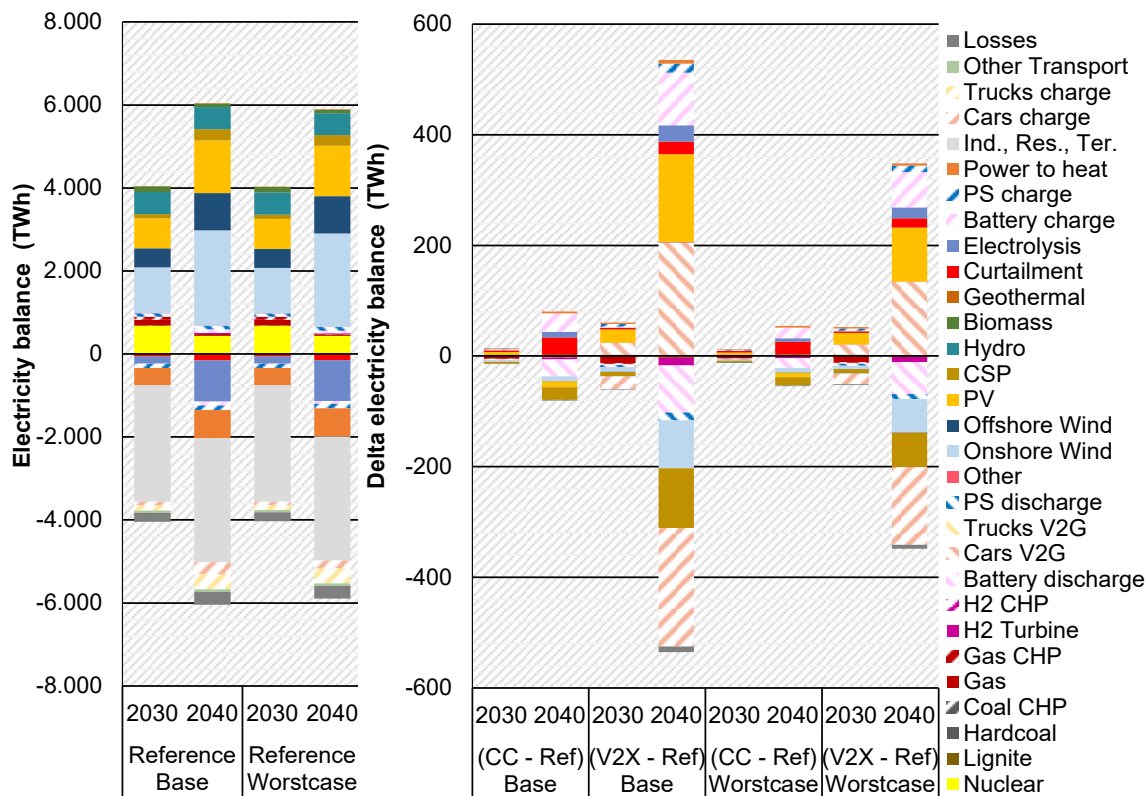 Electricity balance (TWh)
8.000
6.000
4.000
2.000
0
-2.000
-4.000
-6.000
-8.000
2030 2040 2030 2040
Reference Reference
Base Worstcase
Delta electricity balance (TWh)
600
400
200
0
-200
-400
-600
2030 2040 2030 2040 2030 2040 2030 2040
(CC - Ref) (V2X - Ref) (CC - Ref) (V2X - Ref)
Base Base Worstcase Worstcase
Losses
Other Transport
Trucks charge
Cars charge
Ind., Res., Ter.
Power to heat
PS charge
Battery charge
Electrolysis
Curtailment
Geothermal
Biomass
Hydro
CSP
PV
Offshore Wind
Onshore Wind
Other
PS discharge
Trucks V2G
Cars V2G
Battery discharge
H2 CHP
H2 Turbine
Gas CHP
Gas
Coal CHP
Hardcoal
Lignite
Nuclear